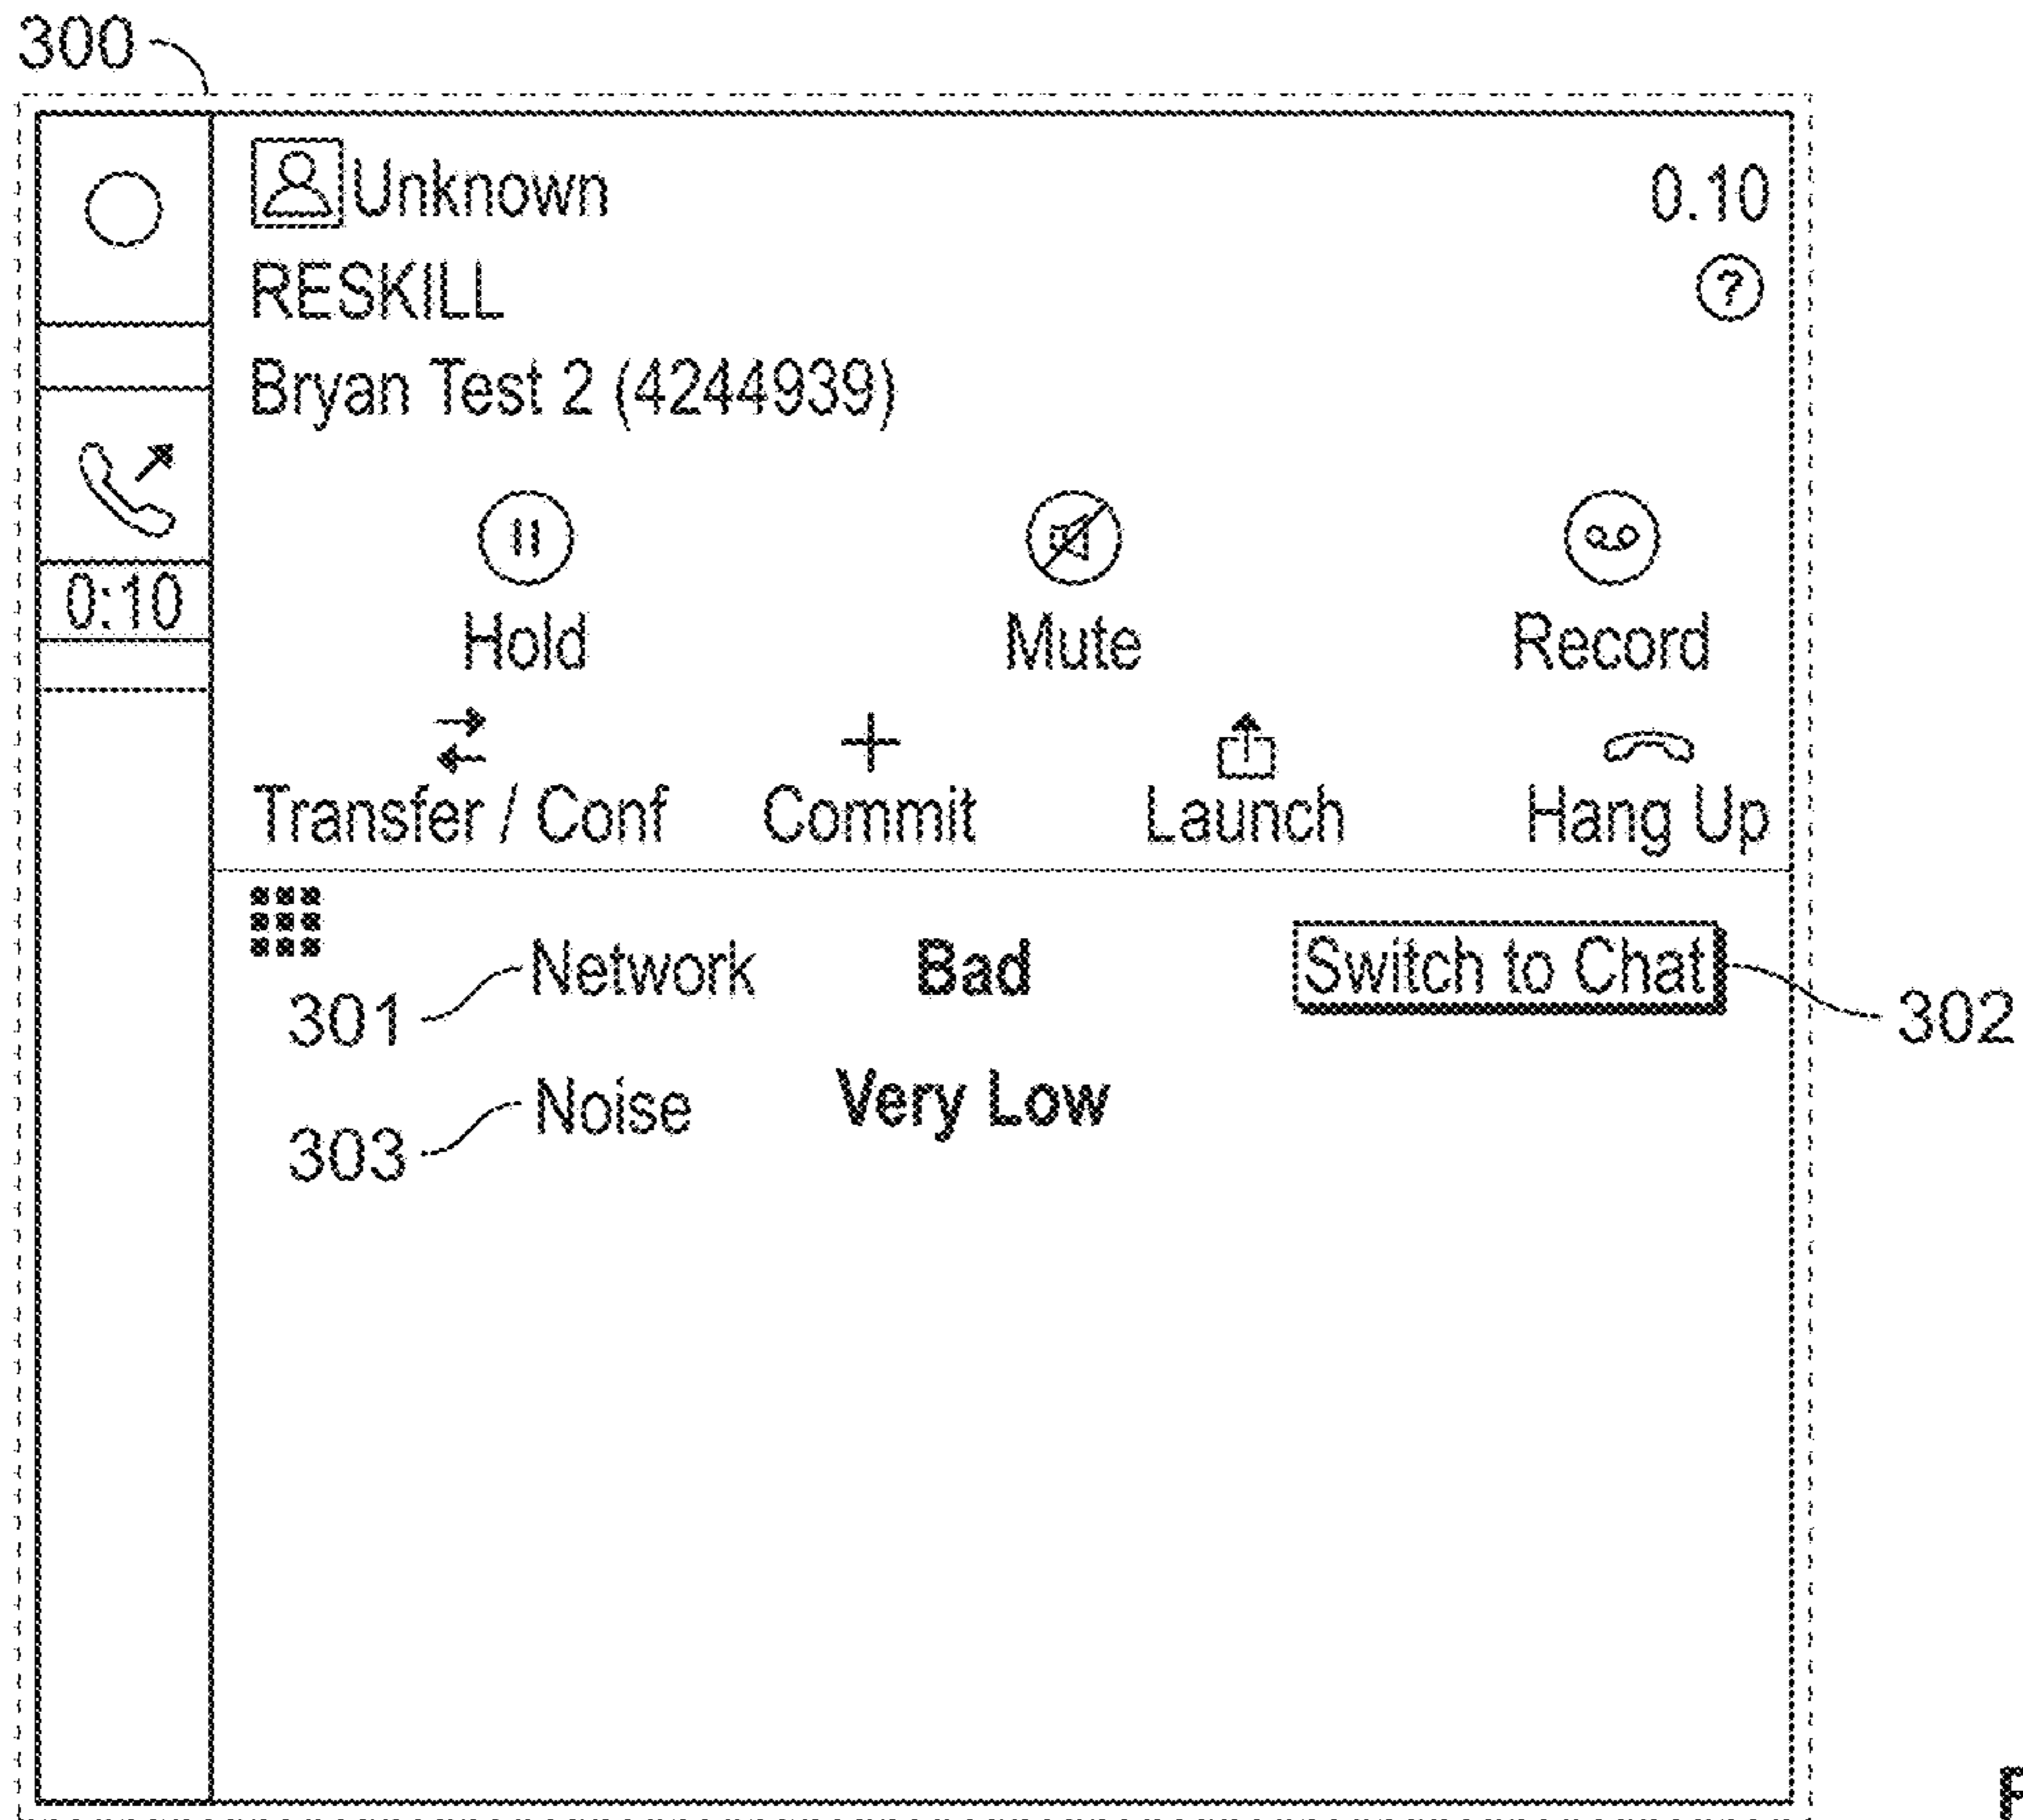 300
Unknown 0.10
RESKILL ?
Bryan Test 2 (4244939)
0:10
Hold Mute Record
Transfer / Conf Commit Launch Hang Up
Network Bad Switch to Chat
301 302
Noise Very Low
303